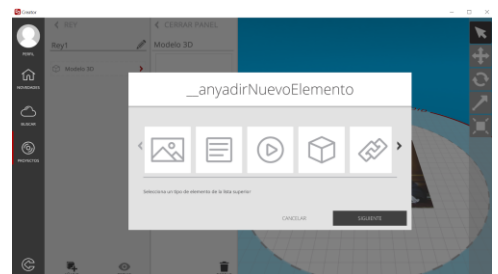 Creator
< REY
< CERRAR PANEL
Rey1
Modelo 3D
PERFIL
Modelo 3D
NOVEDADES
__anyadirNuevoElemento
BUSCAR
PROYECTOS
Selecciona un tipo de elemento de la lista superior
CANCELAR
SIGUIENTE